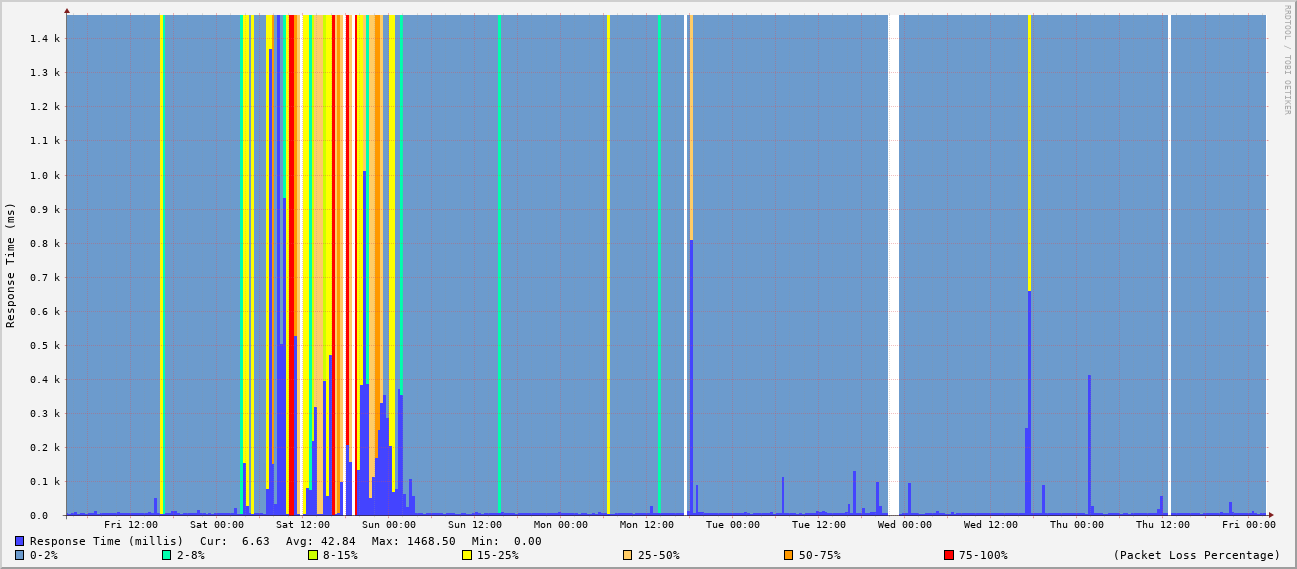 RRDTOOL / TOBI OETIKER
Response Time (ms)
1.4 k
1.3 k
1.2 k
1.1 k
1.0 k
0.9 k
0.8 k
0.7 k
0.6 k
0.5 k
0.4 k
0.3 k
0.2 k
0.1 k
0.0
Fri 12:00 Sat 00:00 Sat 12:00 Sun 00:00 Sun 12:00 Mon 00:00 Mon 12:00 Tue 00:00 Tue 12:00 Wed 00:00 Wed 12:00 Thu 00:00 Thu 12:00 Fri 00:00
Response Time (millis) Cur: 6.63 Avg: 42.84 Max: 1468.50 Min: 0.00
0-2% 2-8% 8-15% 15-25% 25-50% 50-75% 75-100% (Packet Loss Percentage)